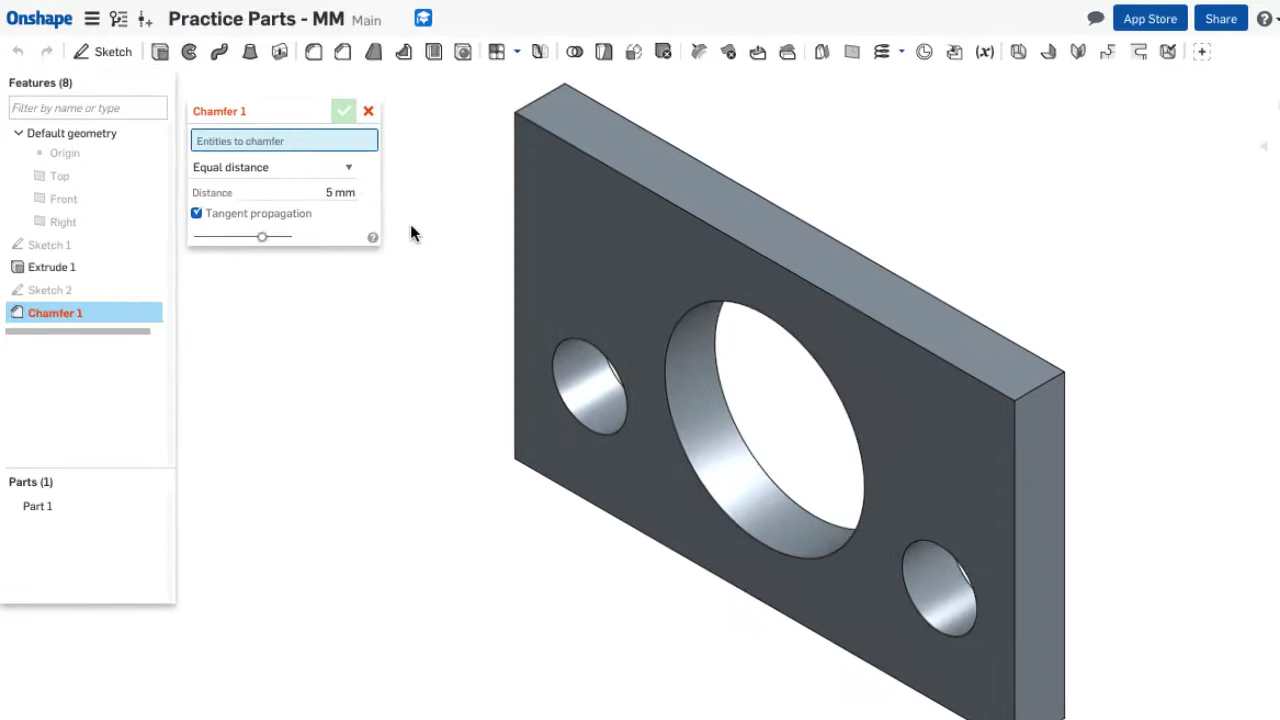 Onshape Practice Parts - MM Main App Store Share
Sketch (x)
Features (8)
Filter by name or type
Default geometry
Origin
Top
Front
Right
Sketch 1
Extrude 1
Sketch 2
Chamfer 1
Parts (1)
Part 1
Chamfer 1
Entities to chamfer
Equal distance
Distance 5 mm
Tangent propagation